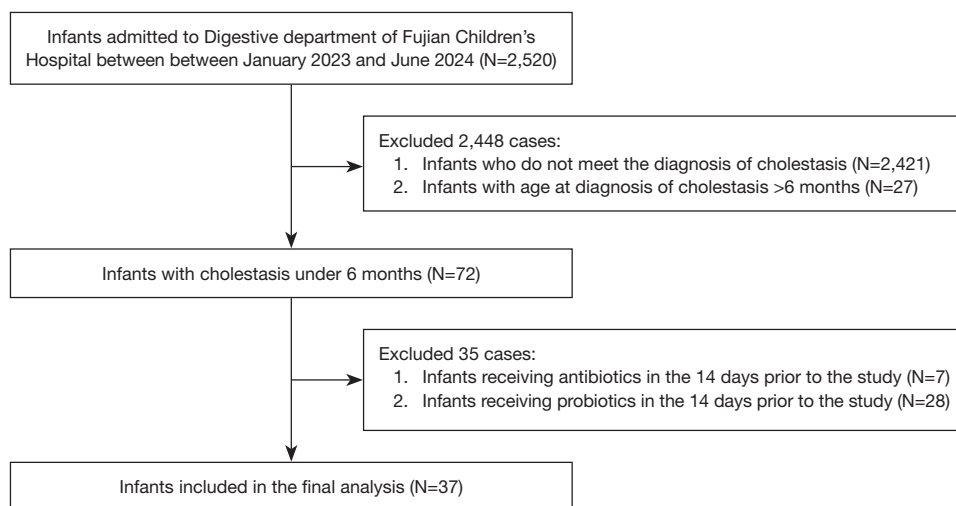 Infants admitted to Digestive department of Fujian Children’s
Hospital between between January 2023 and June 2024 (N=2,520)
Excluded 2,448 cases:
1. Infants who do not meet the diagnosis of cholestasis (N=2,421)
2. Infants with age at diagnosis of cholestasis >6 months (N=27)
Infants with cholestasis under 6 months (N=72)
Excluded 35 cases:
1. Infants receiving antibiotics in the 14 days prior to the study (N=7)
2. Infants receiving probiotics in the 14 days prior to the study (N=28)
Infants included in the final analysis (N=37)